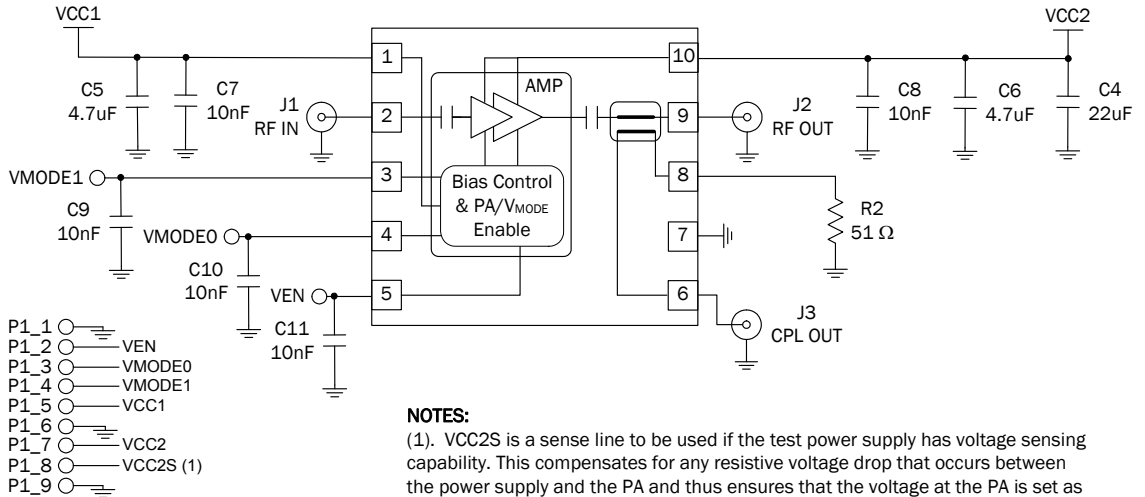 VCC1
VCC2
C5
4.7uF
C7
10nF
J1
RF IN
1
2
3
4
5
AMP
Bias Control
& PA/VMODE
Enable
10
9
8
7
6
J2
RF OUT
C8
10nF
C6
4.7uF
C4
22uF
VMODE1
C9
10nF
VMODE0
C10
10nF
VEN
C11
10nF
R2
51 Ω
J3
CPL OUT
P1_1
P1_2 VEN
P1_3 VMODE0
P1_4 VMODE1
P1_5 VCC1
P1_6
P1_7 VCC2
P1_8 VCC2S (1)
P1_9
NOTES:
(1). VCC2S is a sense line to be used if the test power supply has voltage sensing
capability. This compensates for any resistive voltage drop that occurs between
the power supply and the PA and thus ensures that the voltage at the PA is set as